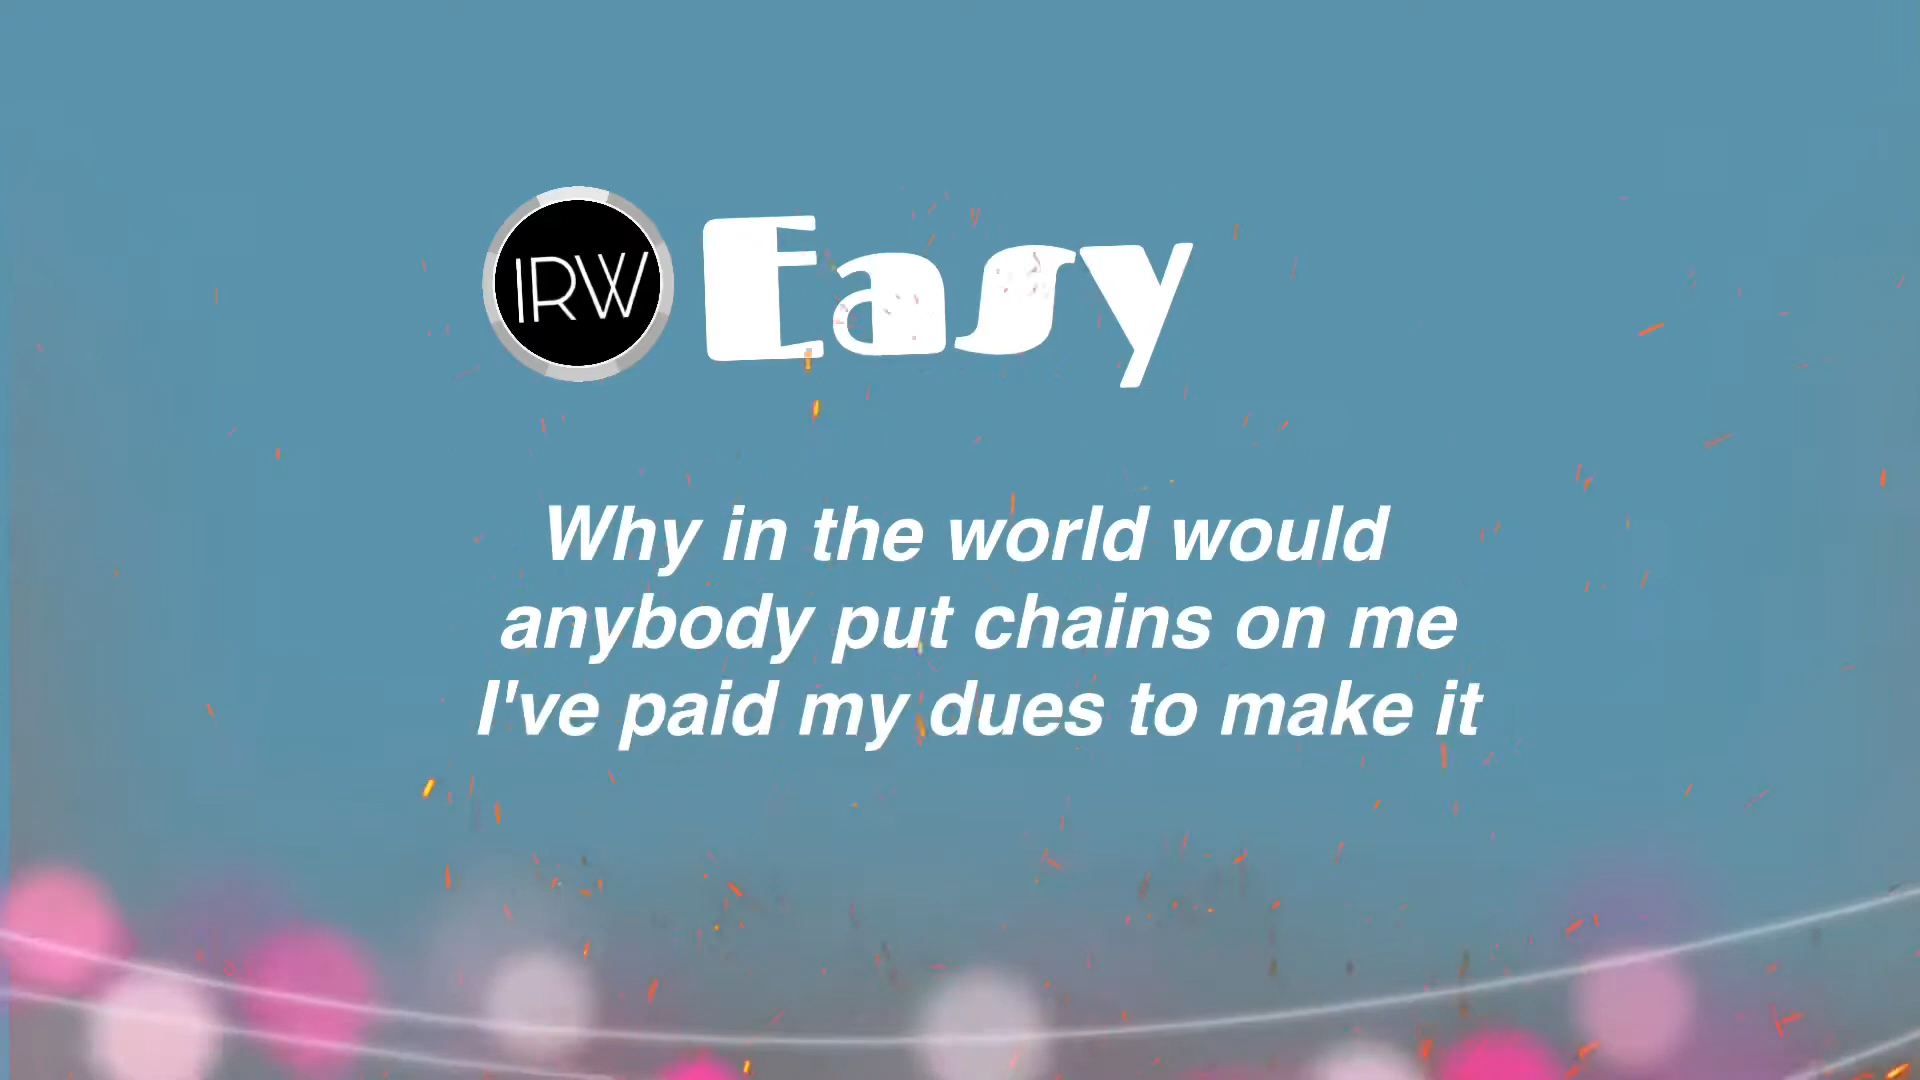 IRW
Easy
Why in the world would
anybody put chains on me
I've paid my dues to make it